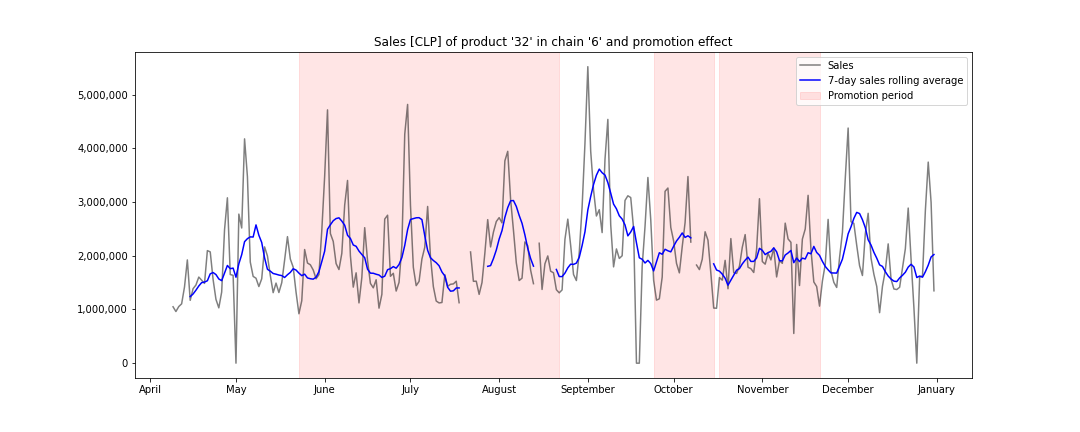 Sales [CLP] of product '32' in chain '6' and promotion effect
Sales
7-day sales rolling average
Promotion period
5,000,000
4,000,000
3,000,000
2,000,000
1,000,000
0
April May June July August September October November December January